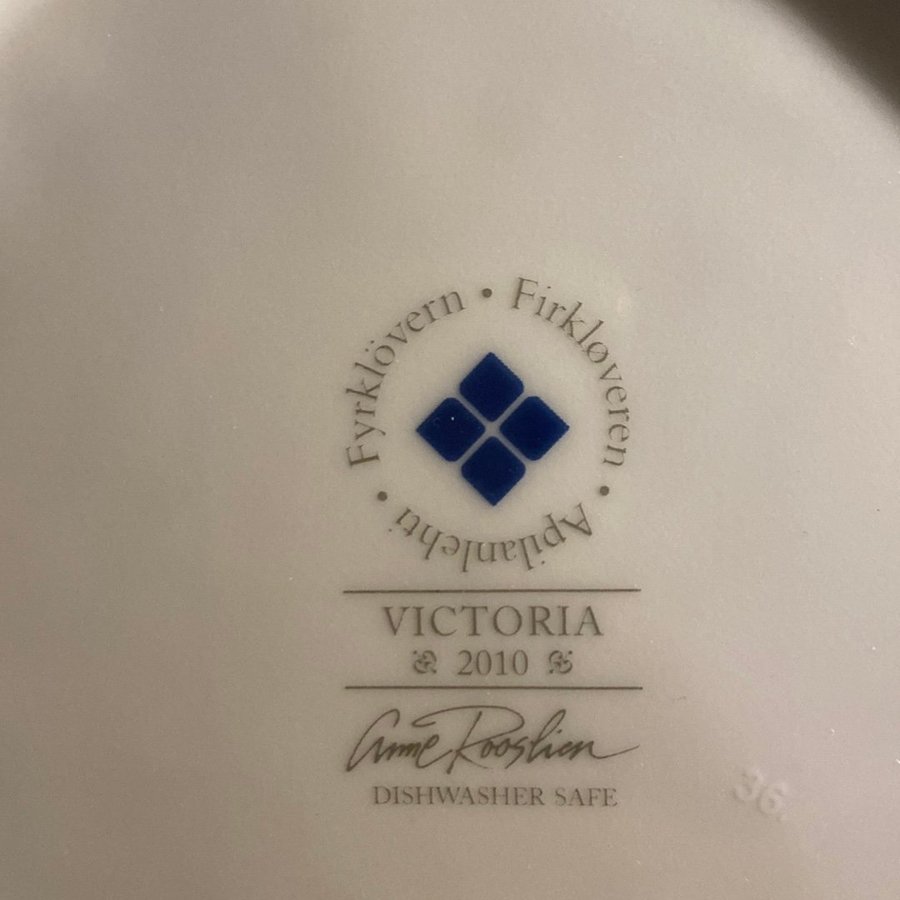 Fyrklövern • Firkløveren • Apilanlehti •
VICTORIA
2010
Anne Rooslien
DISHWASHER SAFE
36